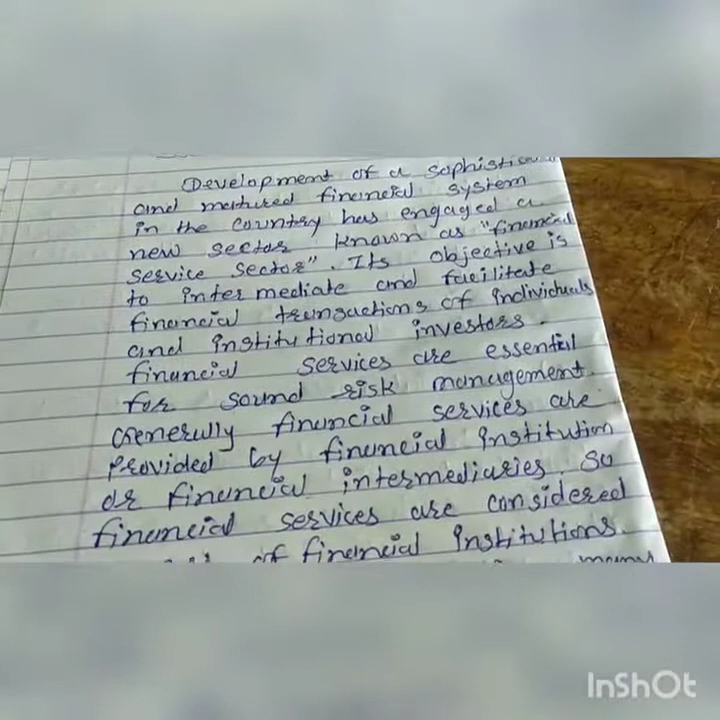 Development of a sophisticated
and matured financial system
in the country has engaged a
new sector known as "financial
service sector". Its objective is
to intermediate and facilitate
financial transactions of individuals
and institutional investors.
financial services are essential
for sound risk management.
Generally financial services are
provided by financial institution
or financial intermediaries. So
financial services are considered
of financial institutions.
many
InShOt